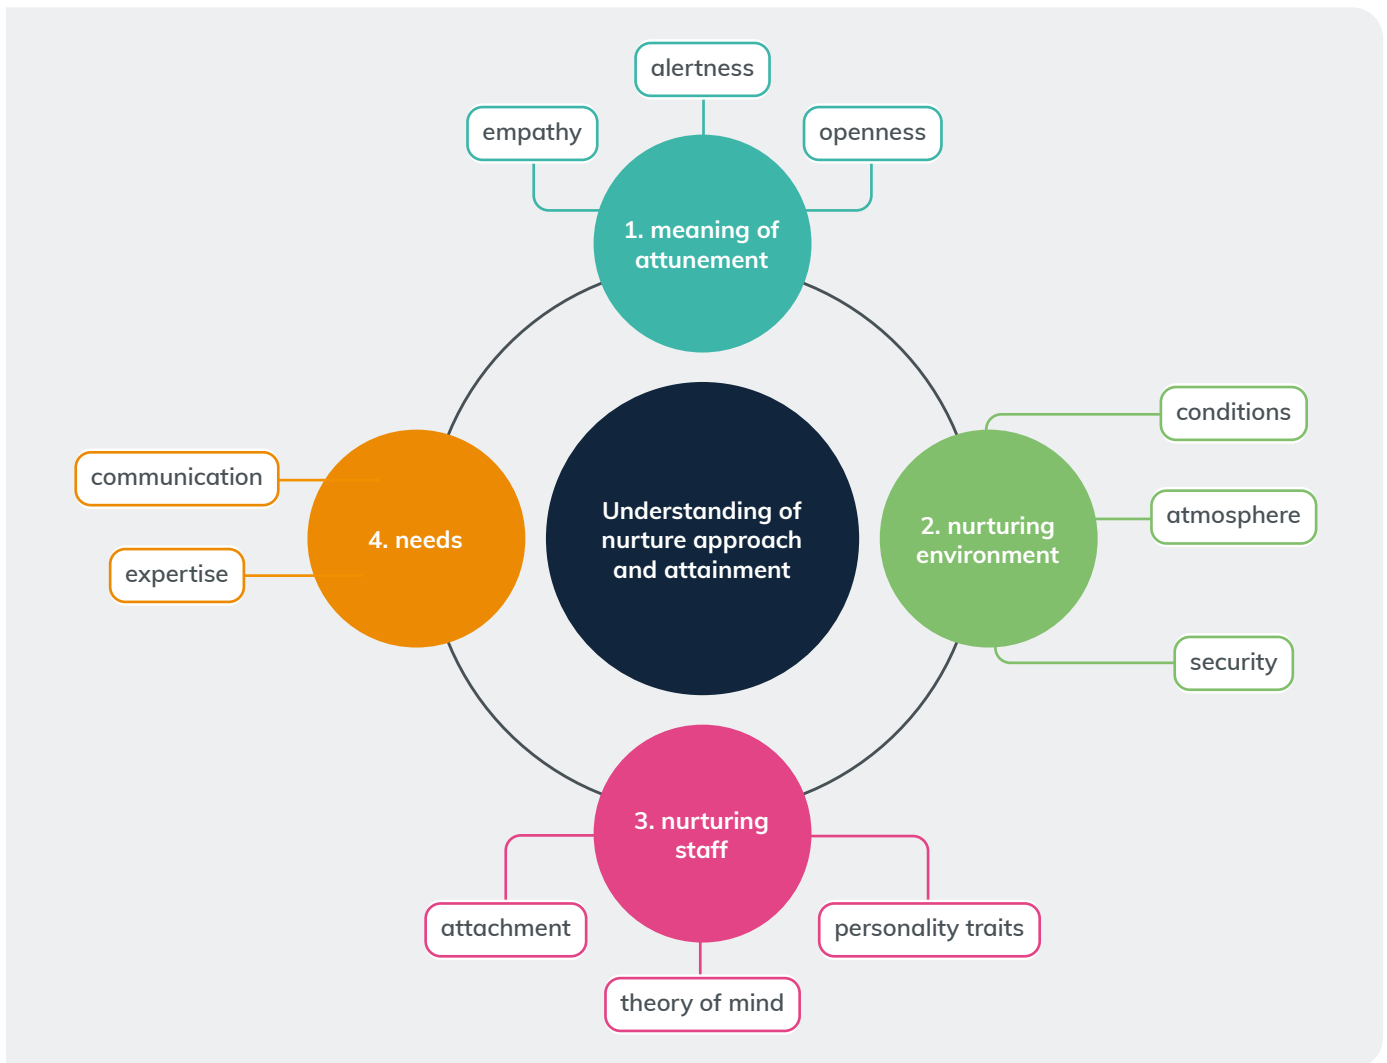 alertness
empathy
openness
1. meaning of
attunement
conditions
atmosphere
security
2. nurturing
environment
communication
expertise
4. needs
Understanding of
nurture approach
and attainment
3. nurturing
staff
attachment
personality traits
theory of mind